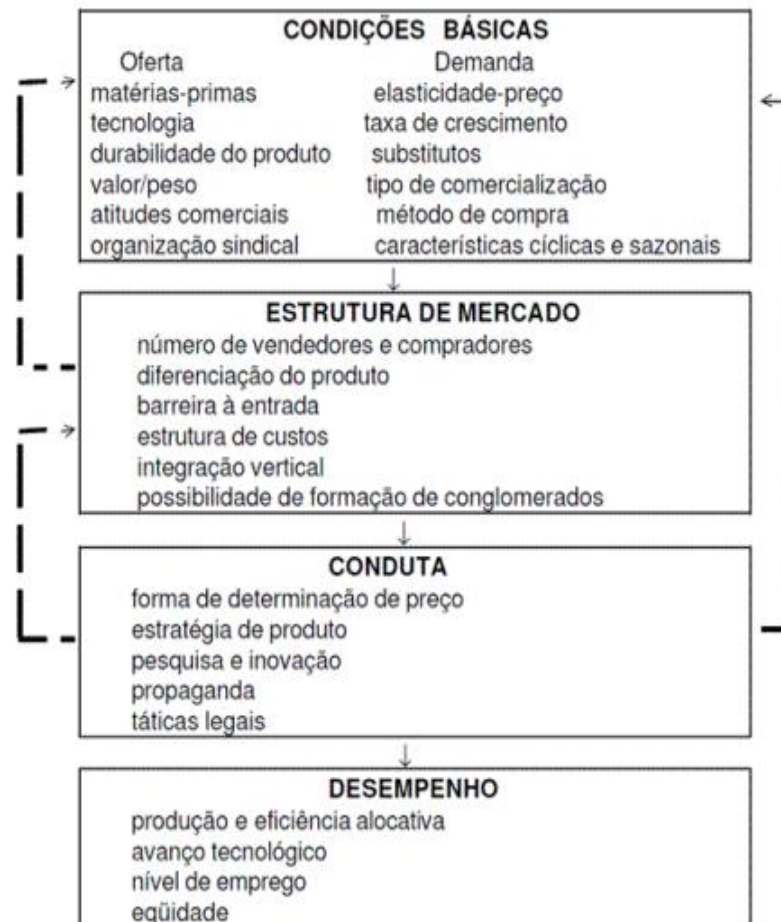 CONDIÇÕES BÁSICAS
Oferta Demanda
matérias-primas elasticidade-preço
tecnologia taxa de crescimento
durabilidade do produto substitutos
valor/peso tipo de comercialização
atitudes comerciais método de compra
organização sindical características cíclicas e sazonais
ESTRUTURA DE MERCADO
número de vendedores e compradores
diferenciação do produto
barreira à entrada
estrutura de custos
integração vertical
possibilidade de formação de conglomerados
CONDUTA
forma de determinação de preço
estratégia de produto
pesquisa e inovação
propaganda
táticas legais
DESEMPENHO
produção e eficiência alocativa
avanço tecnológico
nível de emprego
eqüidade